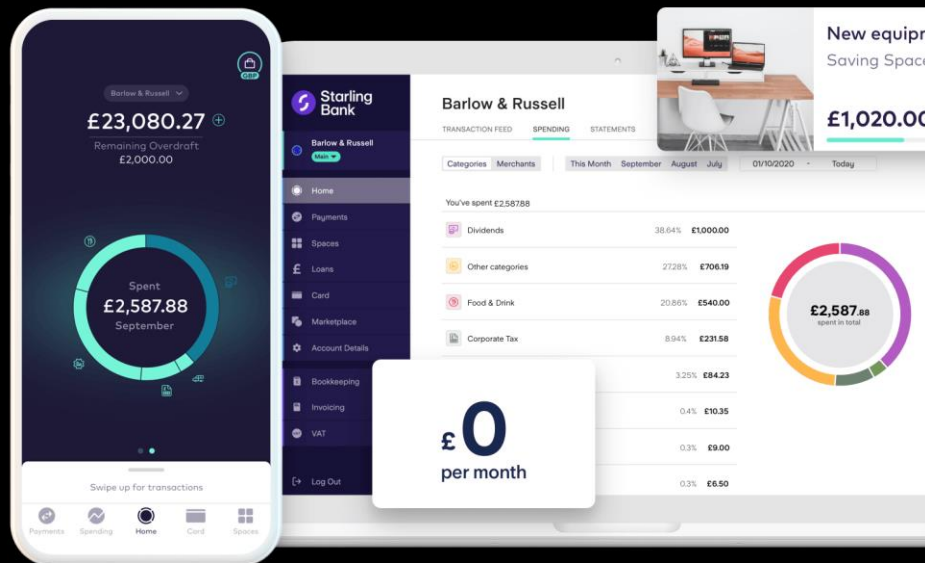 GBP
Barlow & Russell
£23,080.27
Remaining Overdraft
£2,000.00
Spent
£2,587.88
September
Swipe up for transactions
Payments Spending Home Card Spaces
Starling
Bank
Barlow & Russell
Main
Home
Payments
Spaces
Loans
Card
Marketplace
Account Details
Bookkeeping
Invoicing
VAT
Log Out
Barlow & Russell
TRANSACTION FEED SPENDING STATEMENTS
Categories Merchants This Month September August July 01/10/2020 - Today
You've spent £2,587.88
Dividends 38.64% £1,000.00
Other categories 27.28% £706.19
Food & Drink 20.86% £540.00
Corporate Tax 8.94% £231.58
3.25% £84.23
0.4% £10.35
0.3% £9.00
0.3% £6.50
£2,587.88
spent in total
New equipm
Saving Space
£1,020.00
£0
per month